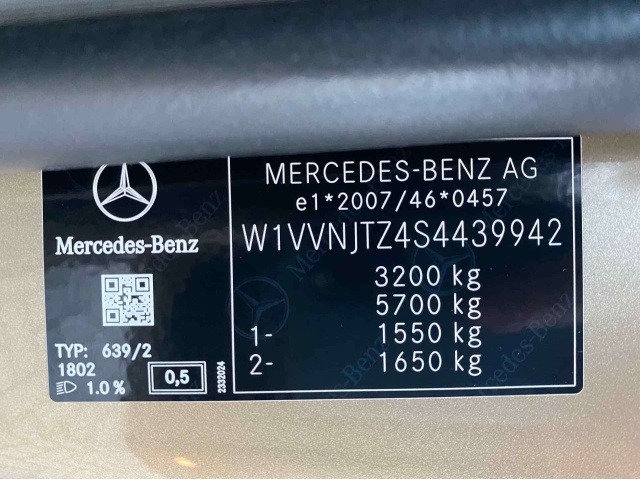 Mercedes-Benz
TYP: 639/2
1802
1.0 %
0,5
2332024
MERCEDES-BENZ AG
e1*2007/46*0457
W1VVNJTZ4S4439942
3200 kg
5700 kg
1- 1550 kg
2- 1650 kg